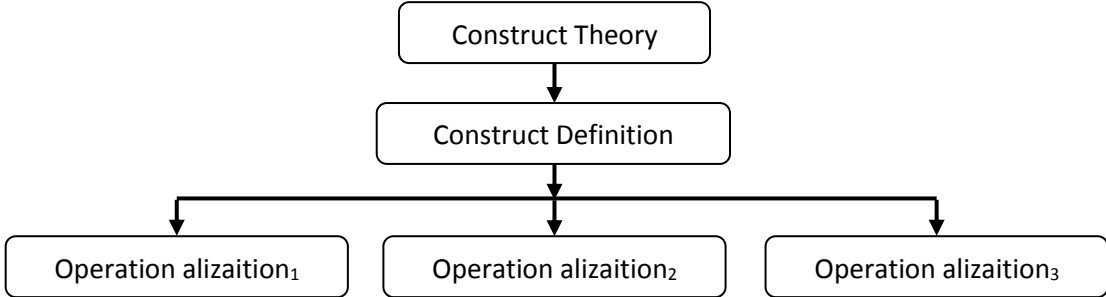 Construct Theory
Construct Definition
Operation alizaition₁
Operation alizaition₂
Operation alizaition₃